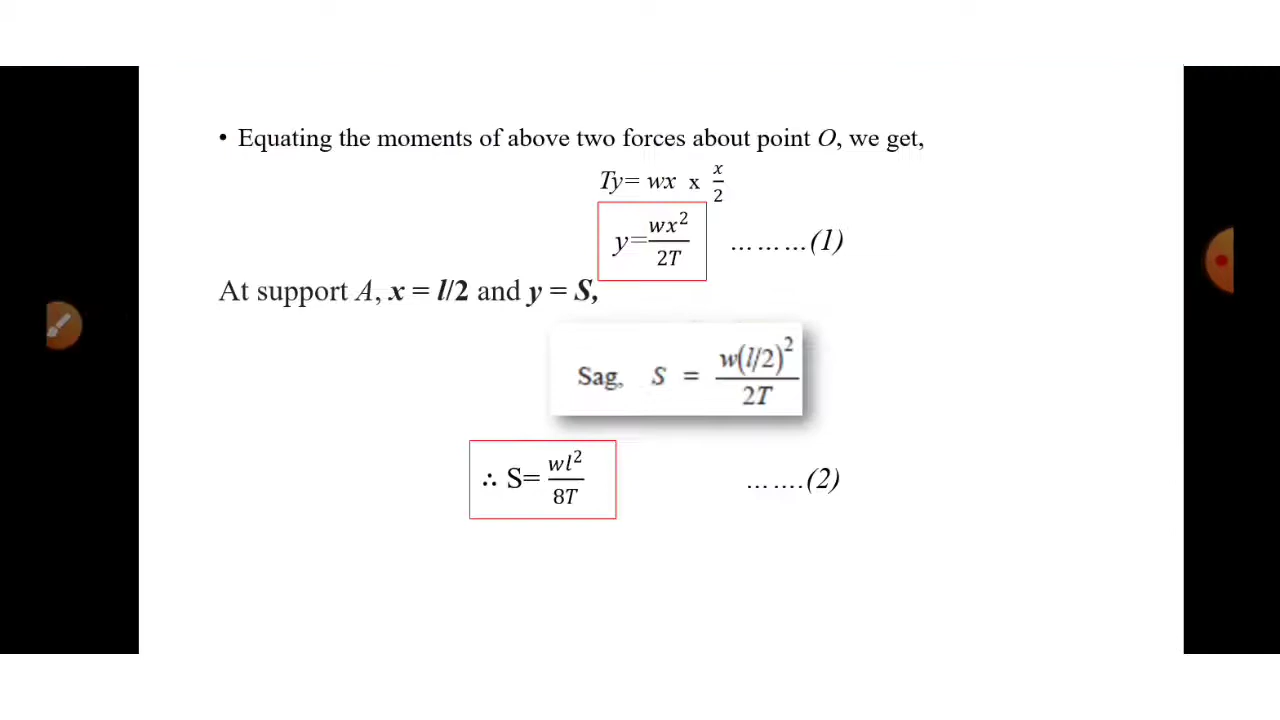 • Equating the moments of above two forces about point O, we get,
Ty= wx x x/2
y=wx²/2T ………(1)
At support A, x = l/2 and y = S,
Sag, S = w(l/2)²/2T
∴ S= wl²/8T …….(2)